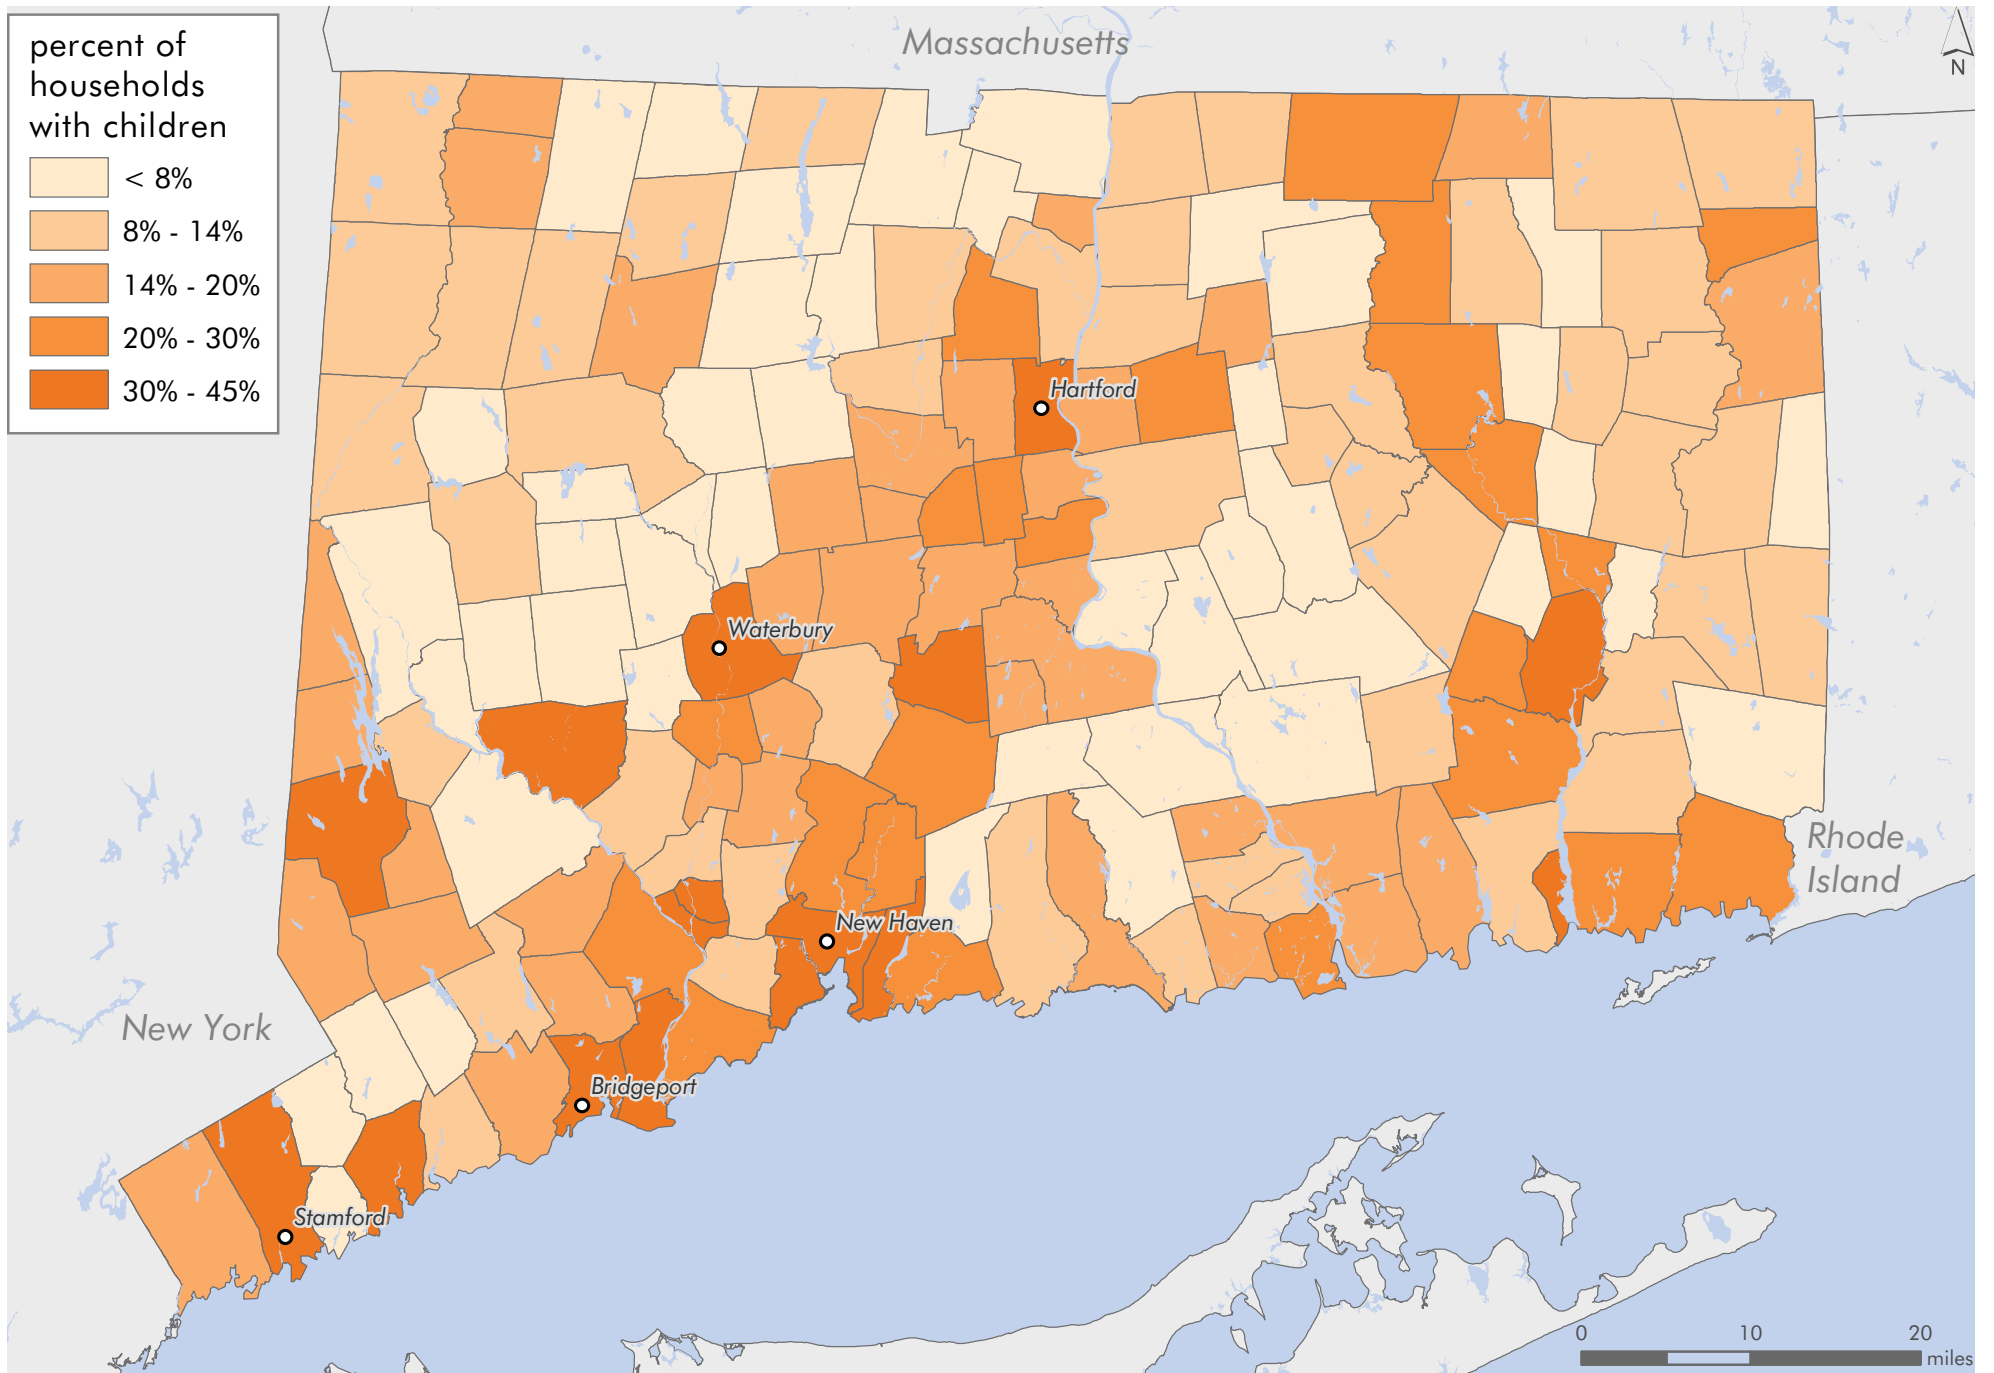 percent of
households
with children
< 8%
8% - 14%
14% - 20%
20% - 30%
30% - 45%
Massachusetts
N
Hartford
Waterbury
New Haven
Rhode
Island
New York
Bridgeport
Stamford
0 10 20
miles